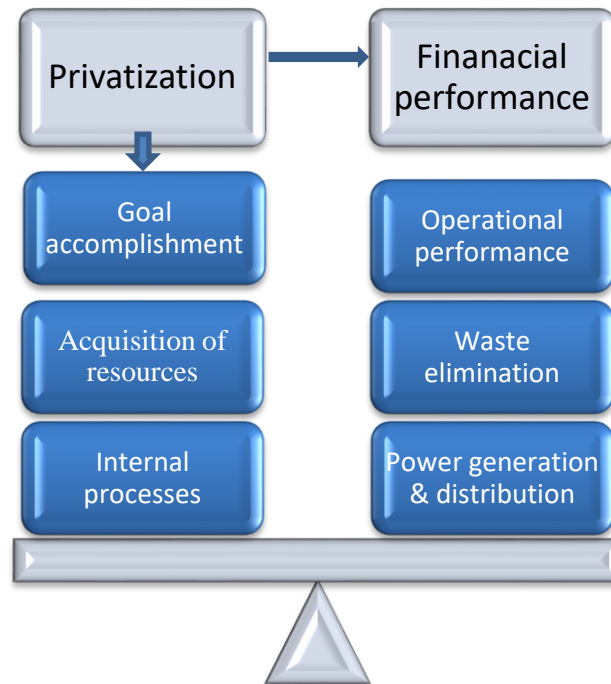 Privatization
Finanacial
performance
Goal
accomplishment
Operational
performance
Acquisition of
resources
Waste
elimination
Internal
processes
Power generation
& distribution